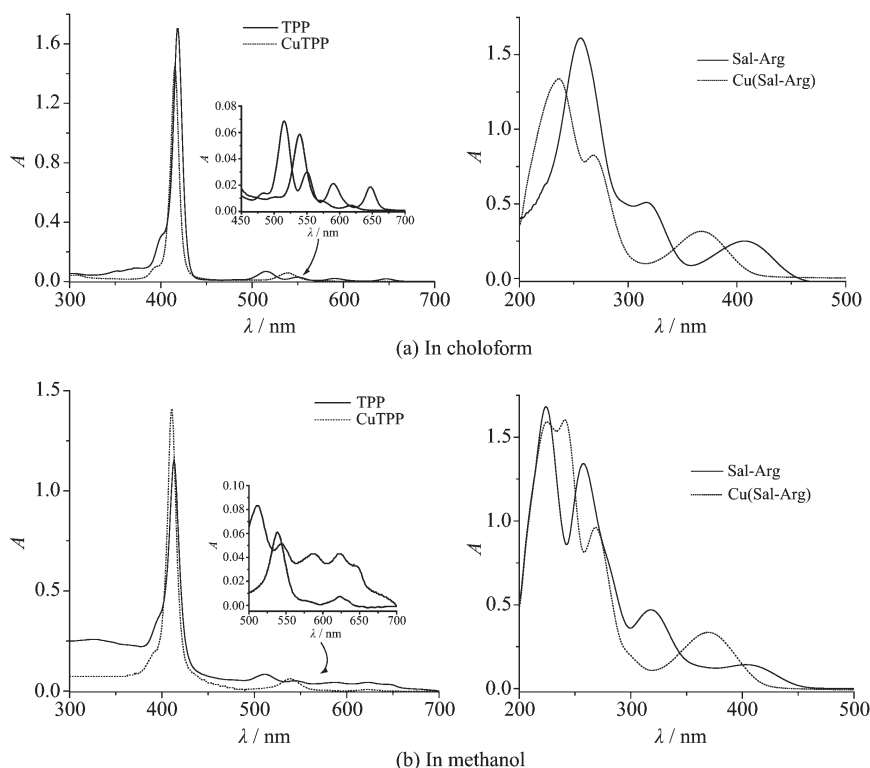 TPP
CuTPP
A
1.6
1.2
0.8
0.4
0.0
300 400 500 600 700
λ / nm
A
0.08
0.06
0.04
0.02
0.00
450 500 550 600 650 700
λ / nm
Sal-Arg
Cu(Sal-Arg)
A
1.5
1.0
0.5
0.0
200 300 400 500
λ / nm
(a) In choloform
TPP
CuTPP
A
1.5
1.0
0.5
0.0
300 400 500 600 700
λ / nm
A
0.10
0.08
0.06
0.04
0.02
0.00
500 550 600 650 700
λ / nm
Sal-Arg
Cu(Sal-Arg)
A
1.5
1.0
0.5
0.0
200 300 400 500
λ / nm
(b) In methanol